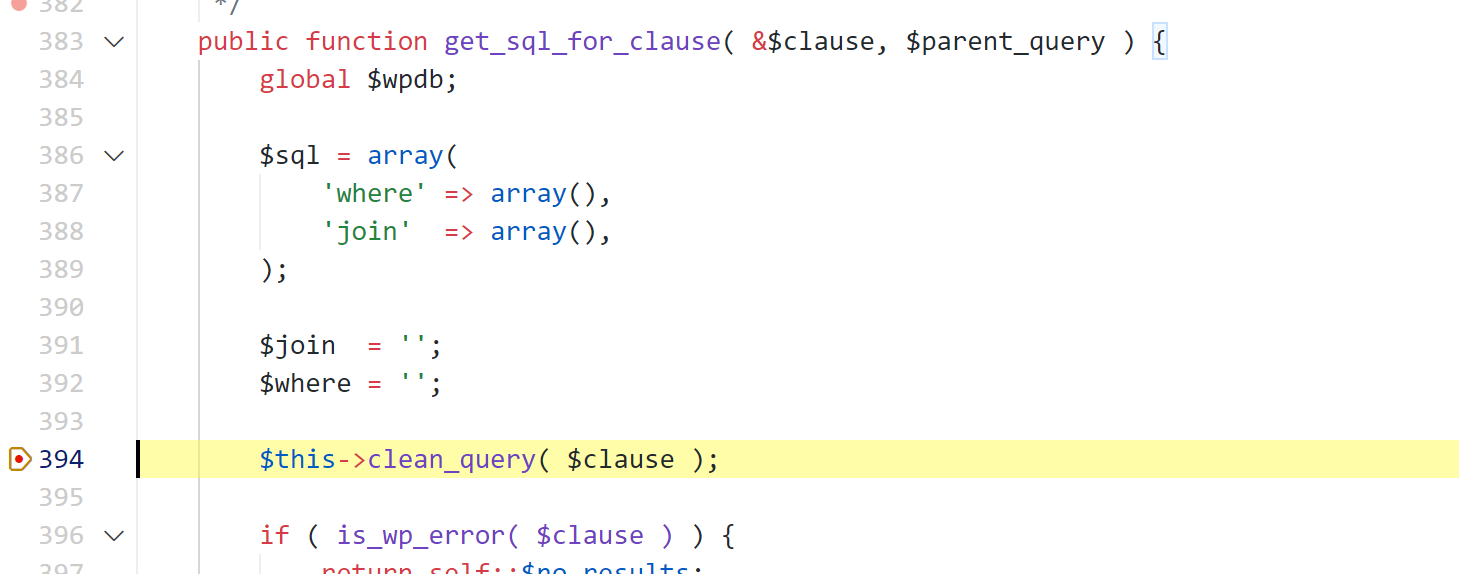 382 */
383 public function get_sql_for_clause( &$clause, $parent_query ) {
384 global $wpdb;
385
386 $sql = array(
387 'where' => array(),
388 'join'  => array(),
389 );
390
391 $join  = '';
392 $where = '';
393
394 $this->clean_query( $clause );
395
396 if ( is_wp_error( $clause ) ) {
397 return self::$no_results;